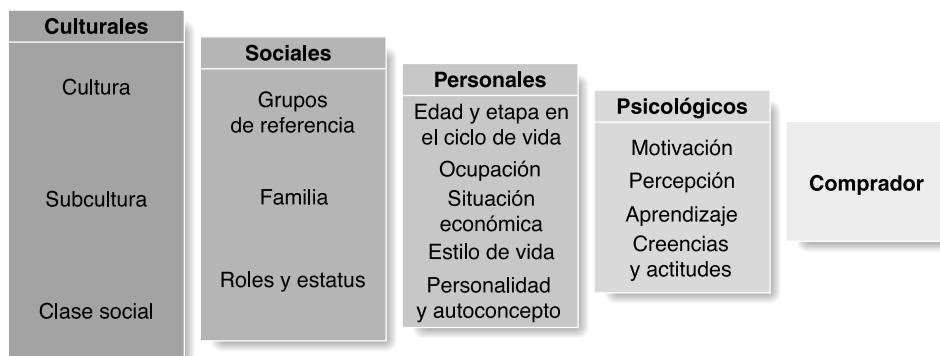 Culturales
Cultura
Subcultura
Clase social
Sociales
Grupos
de referencia
Familia
Roles y estatus
Personales
Edad y etapa en
el ciclo de vida
Ocupación
Situación
económica
Estilo de vida
Personalidad
y autoconcepto
Psicológicos
Motivación
Percepción
Aprendizaje
Creencias
y actitudes
Comprador